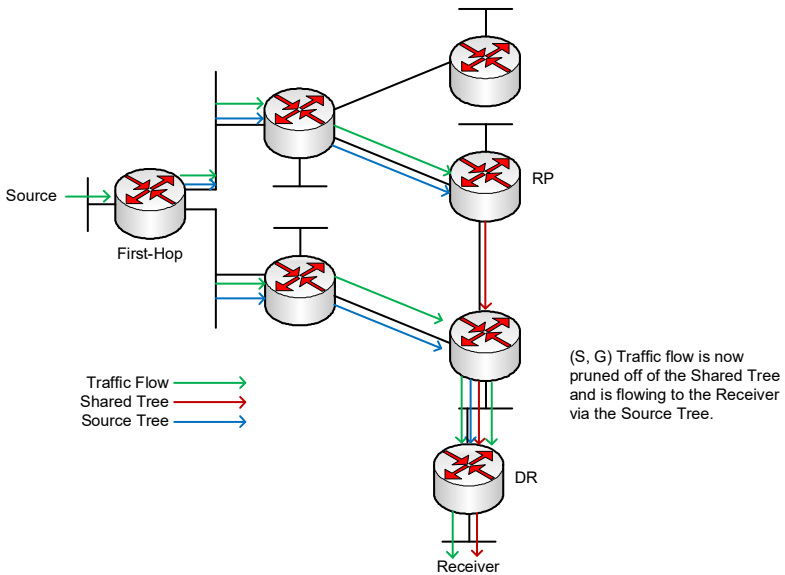 RP
Source
First-Hop
(S, G) Traffic flow is now
pruned off of the Shared Tree
and is flowing to the Receiver
via the Source Tree.
Traffic Flow
Shared Tree
Source Tree
DR
Receiver